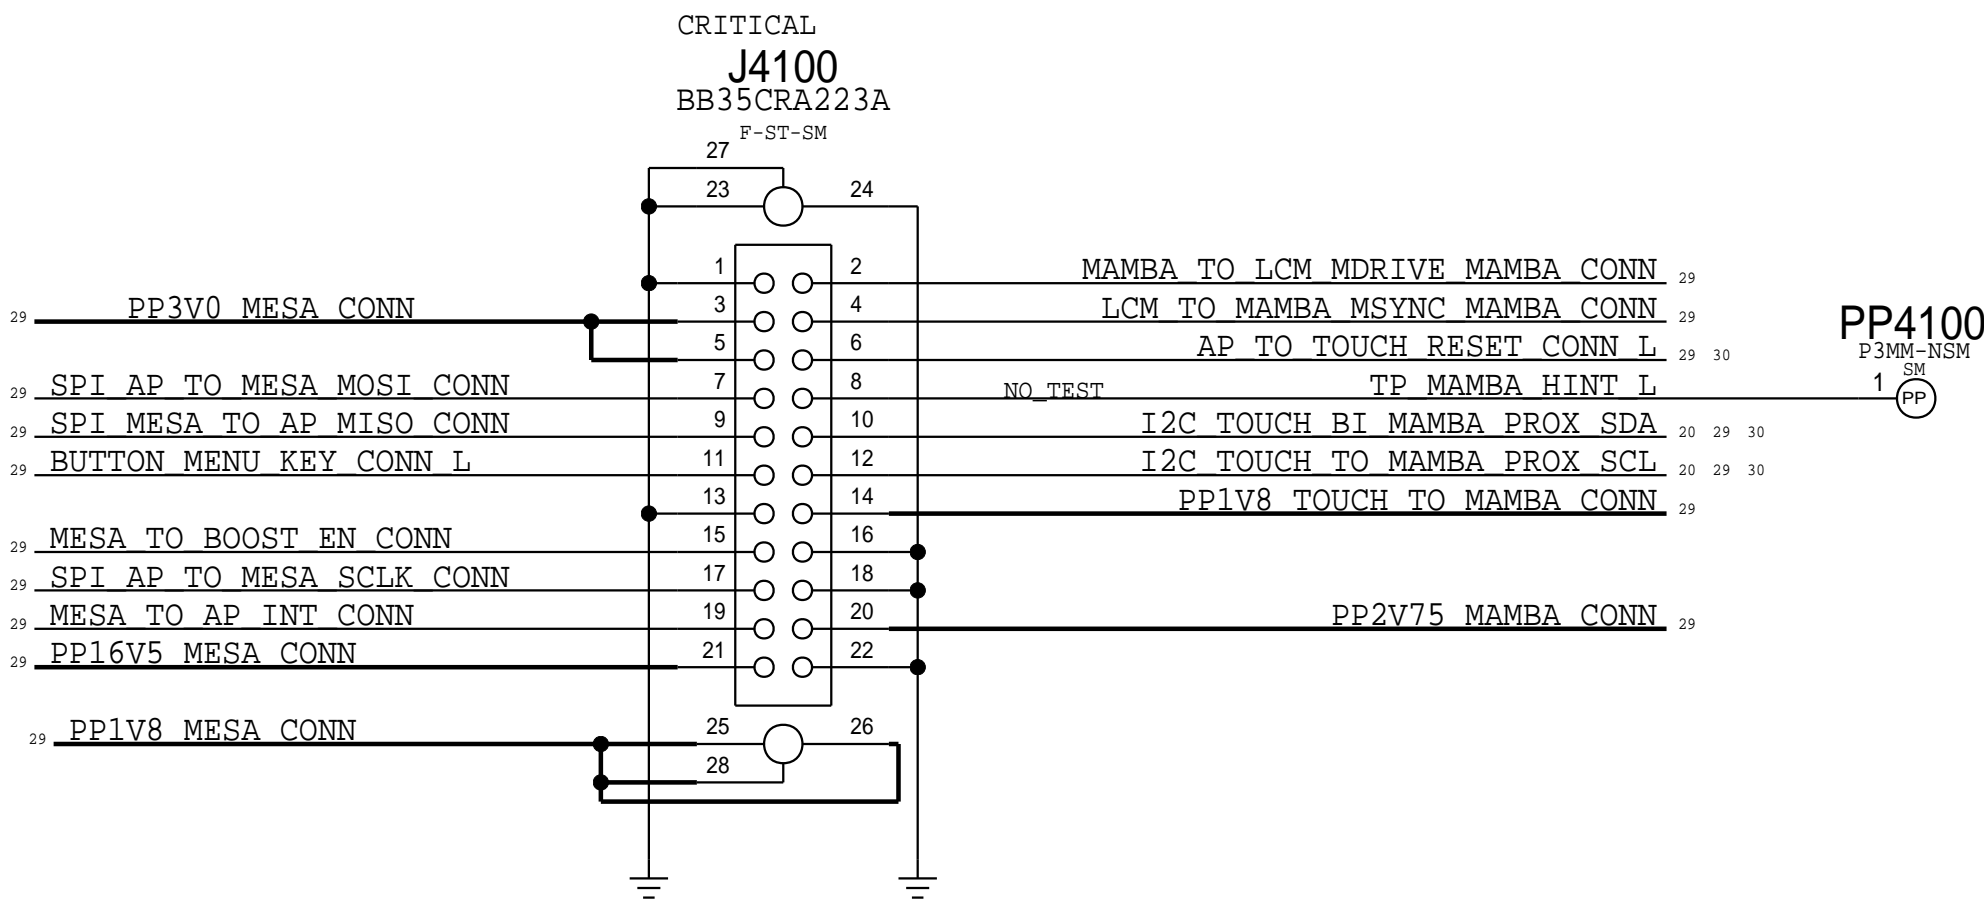 CRITICAL
J4100
BB35CRA223A
F-ST-SM
27
23 24
1 2 MAMBA_TO_LCM_MDRIVE_MAMBA_CONN 29
29 PP3V0_MESA_CONN 3 4 LCM_TO_MAMBA_MSYNC_MAMBA_CONN 29
PP4100
P3MM-NSM
SM
5 6 AP_TO_TOUCH_RESET_CONN_L 29 30
29 SPI_AP_TO_MESA_MOSI_CONN 7 8 NO_TEST TP_MAMBA_HINT_L 1 PP
29 SPI_MESA_TO_AP_MISO_CONN 9 10 I2C_TOUCH_BI_MAMBA_PROX_SDA 20 29 30
29 BUTTON_MENU_KEY_CONN_L 11 12 I2C_TOUCH_TO_MAMBA_PROX_SCL 20 29 30
13 14 PP1V8_TOUCH_TO_MAMBA_CONN 29
29 MESA_TO_BOOST_EN_CONN 15 16
29 SPI_AP_TO_MESA_SCLK_CONN 17 18
29 MESA_TO_AP_INT_CONN 19 20 PP2V75_MAMBA_CONN 29
29 PP16V5_MESA_CONN 21 22
29 PP1V8_MESA_CONN 25 26
28